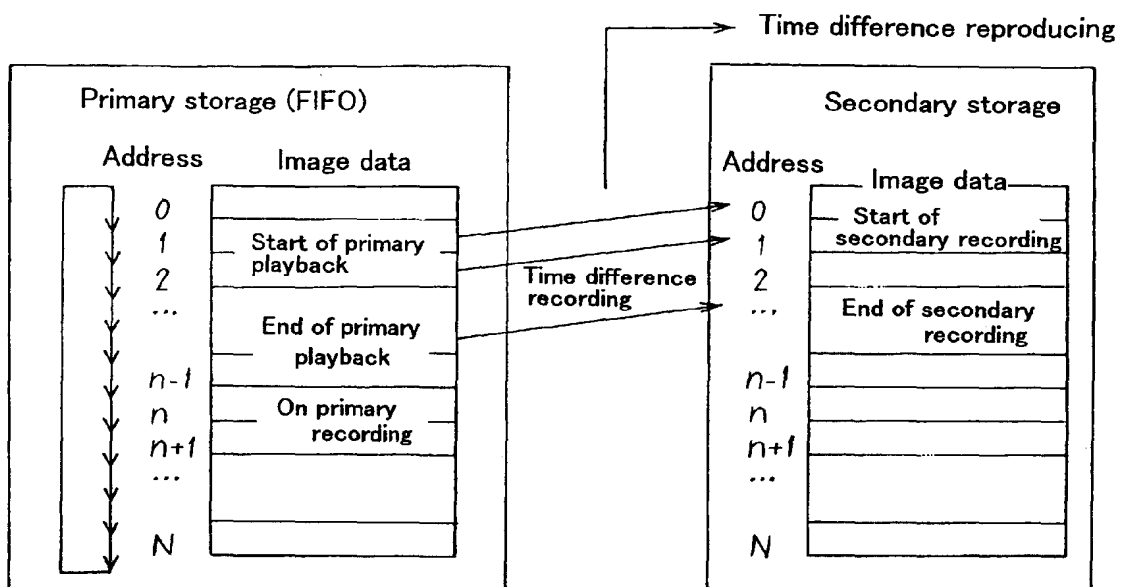 Time difference reproducing
Primary storage (FIFO)
Address
Image data
0
1
2
...
n-1
n
n+1
...
N
Start of primary
playback
End of primary
playback
On primary
recording
Time difference
recording
Secondary storage
Address
Image data
0
1
2
...
n-1
n
n+1
...
N
Start of
secondary recording
End of secondary
recording